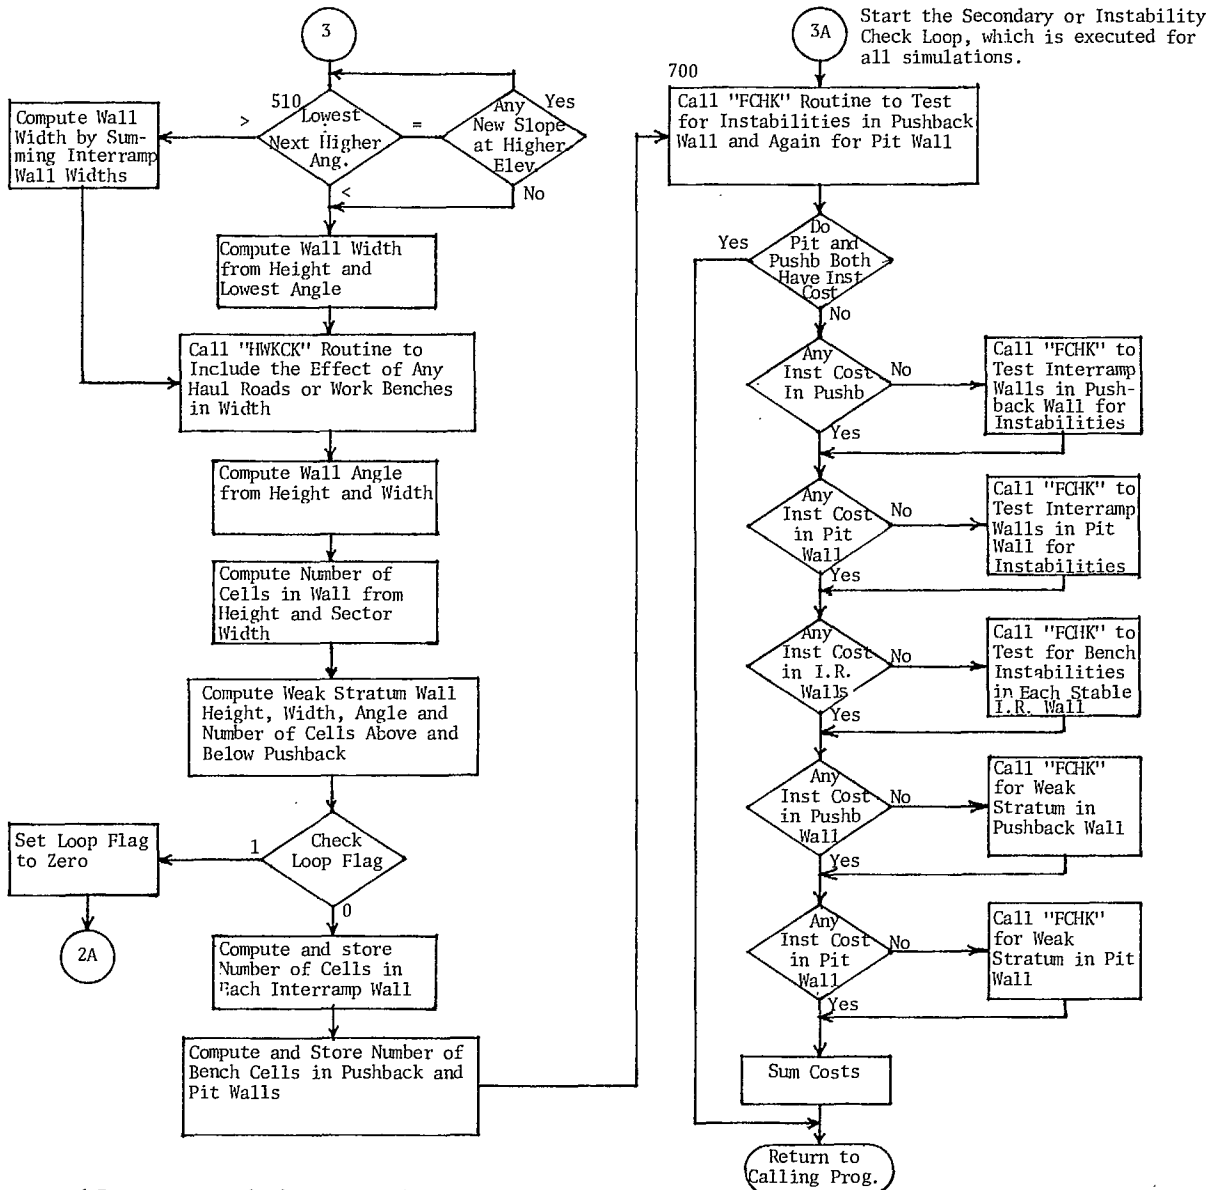 3
510
Lowest
:
Next Higher
Ang.
>
=
<
Any
New Slope
at Higher
Elev.
Yes
No
Compute Wall
Width by Sum-
ming Interramp
Wall Widths
Compute Wall Width
from Height and
Lowest Angle
Call "HWKCK" Routine to
Include the Effect of Any
Haul Roads or Work Benches
in Width
Compute Wall Angle
from Height and Width
Compute Number of
Cells in Wall from
Height and Sector
Width
Compute Weak Stratum Wall
Height, Width, Angle and
Number of Cells Above and
Below Pushback
Check
Loop Flag
1
0
Set Loop Flag
to Zero
2A
Compute and store
Number of Cells in
Each Interramp Wall
Compute and Store Number of
Bench Cells in Pushback and
Pit Walls
3A
Start the Secondary or Instability
Check Loop, which is executed for
all simulations.
700
Call "FCHK" Routine to Test
for Instabilities in Pushback
Wall and Again for Pit Wall
Do
Pit and
Pushb Both
Have Inst
Cost
Yes
No
Any
Inst Cost
In Pushb
No
Yes
Call "FCHK" to
Test Interramp
Walls in Push-
back Wall for
Instabilities
Any
Inst Cost
in Pit
Wall
No
Yes
Call "FCHK" to
Test Interramp
Walls in Pit
Wall for
Instabilities
Any
Inst Cost
in I.R.
Walls
No
Yes
Call "FCHK" to
Test for Bench
Instabilities
in Each Stable
I.R. Wall
Any
Inst Cost
in Pushb
Wall
No
Yes
Call "FCHK"
for Weak
Stratum in
Pushback Wall
Any
Inst Cost
in Pit
Wall
No
Yes
Call "FCHK"
for Weak
Stratum in Pit
Wall
Sum Costs
Return to
Calling Prog.